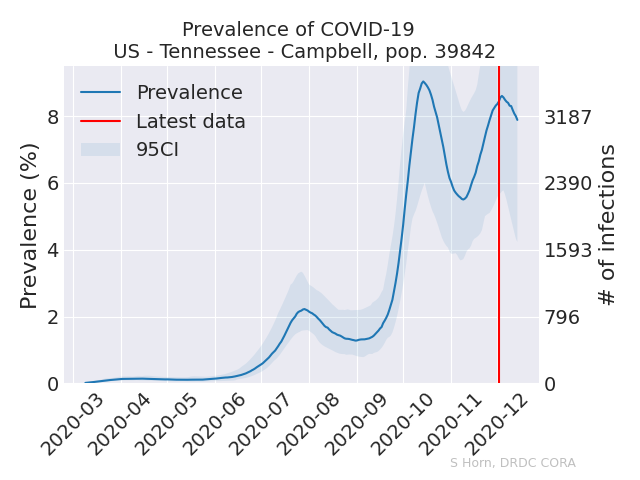 Prevalence of COVID-19
US - Tennessee - Campbell, pop. 39842
Prevalence
Latest data
95CI
Prevalence (%)
8
6
4
2
0
3187
2390
1593
796
0
# of infections
2020-03
2020-04
2020-05
2020-06
2020-07
2020-08
2020-09
2020-10
2020-11
2020-12
S Horn, DRDC CORA